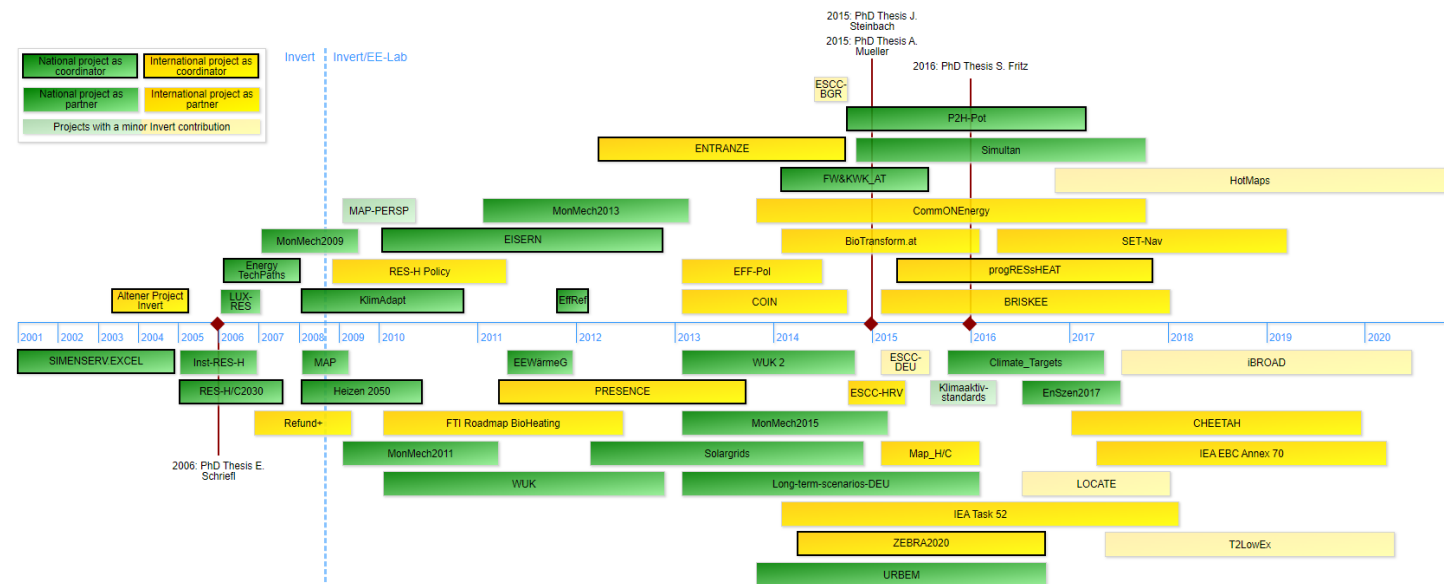 2015: PhD Thesis J.
Steinbach
2015: PhD Thesis A.
Mueller
2016: PhD Thesis S. Fritz
Invert
Invert/EE-Lab
National project as
coordinator
International project as
coordinator
National project as
partner
International project as
partner
Projects with a minor Invert contribution
ESCC-
BGR
P2H-Pot
ENTRANZE
Simultan
FW&KWK_AT
HotMaps
MAP-PERSP
MonMech2013
CommONEnergy
MonMech2009
EISERN
BioTransform.at
SET-Nav
Energy
TechPaths
RES-H Policy
EFF-Pol
progRESsHEAT
Altener Project
Invert
LUX-
RES
KlimAdapt
EffRef
COIN
BRISKEE
2001 2002 2003 2004 2005 2006 2007 2008 2009 2010 2011 2012 2013 2014 2015 2016 2017 2018 2019 2020
SIMENSERV.EXCEL
Inst-RES-H
MAP
EEWärmeG
WUK 2
ESCC-
DEU
Climate_Targets
iBROAD
RES-H/C2030
Heizen 2050
PRESENCE
ESCC-HRV
Klimaaktiv-
standards
EnSzen2017
Refund+
FTI Roadmap BioHeating
MonMech2015
CHEETAH
MonMech2011
Solargrids
Map_H/C
IEA EBC Annex 70
2006: PhD Thesis E.
Schriefl
WUK
Long-term-scenarios-DEU
LOCATE
IEA Task 52
ZEBRA2020
T2LowEx
URBEM